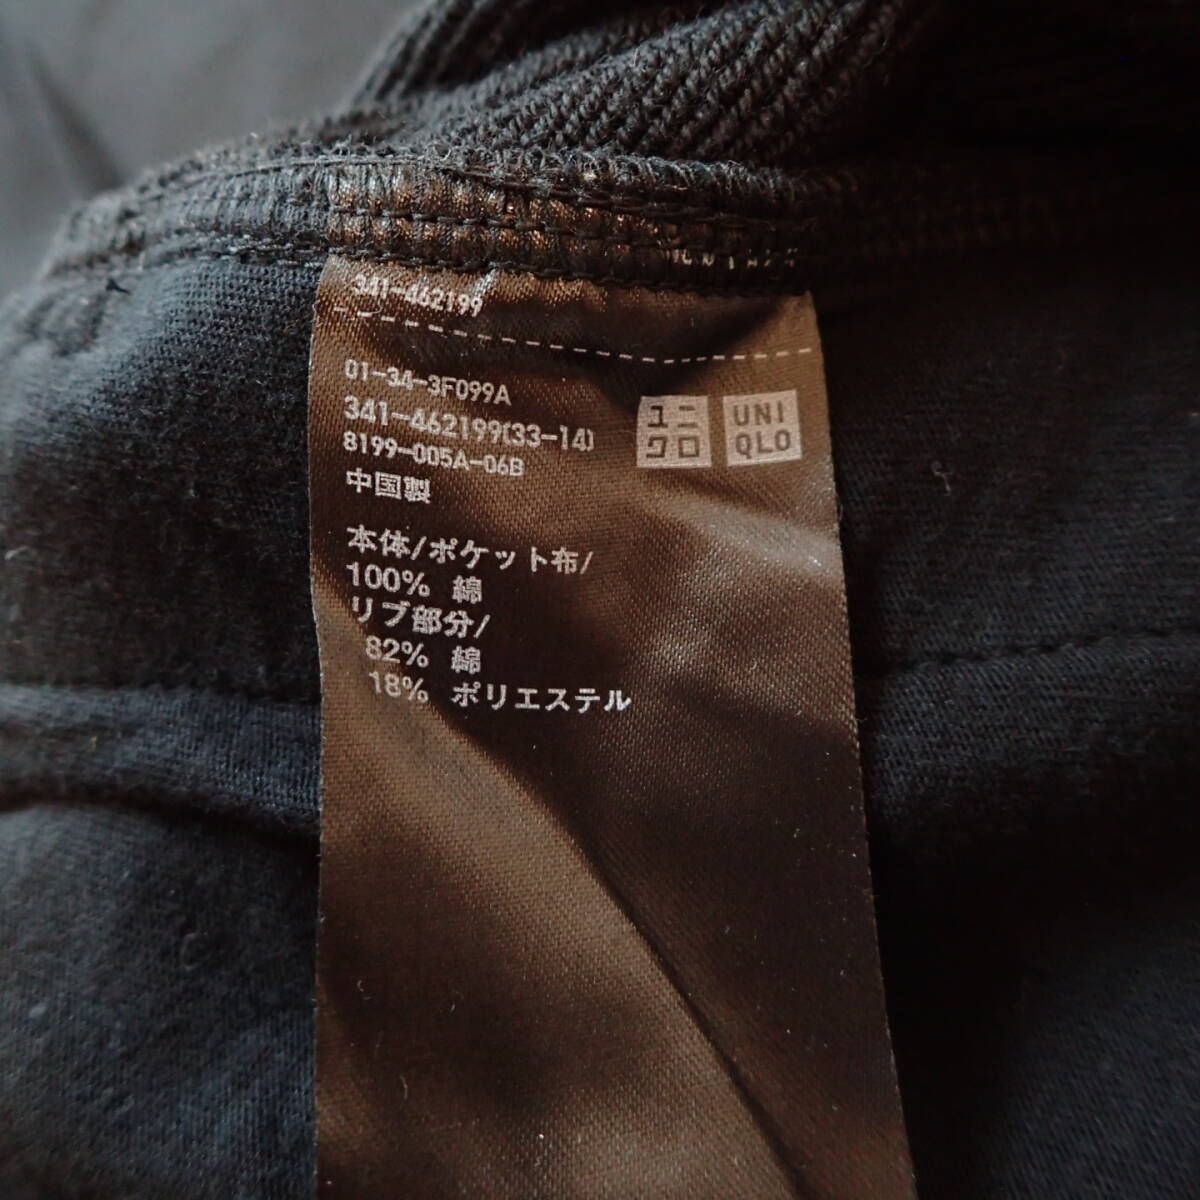 341-462199
01-34-3F099A
341-462199(33-14)
8199-005A-06B
中国製
ユニ
クロ
UNI
QLO
本体/ポケット布/
100% 綿
リブ部分/
82% 綿
18% ポリエステル